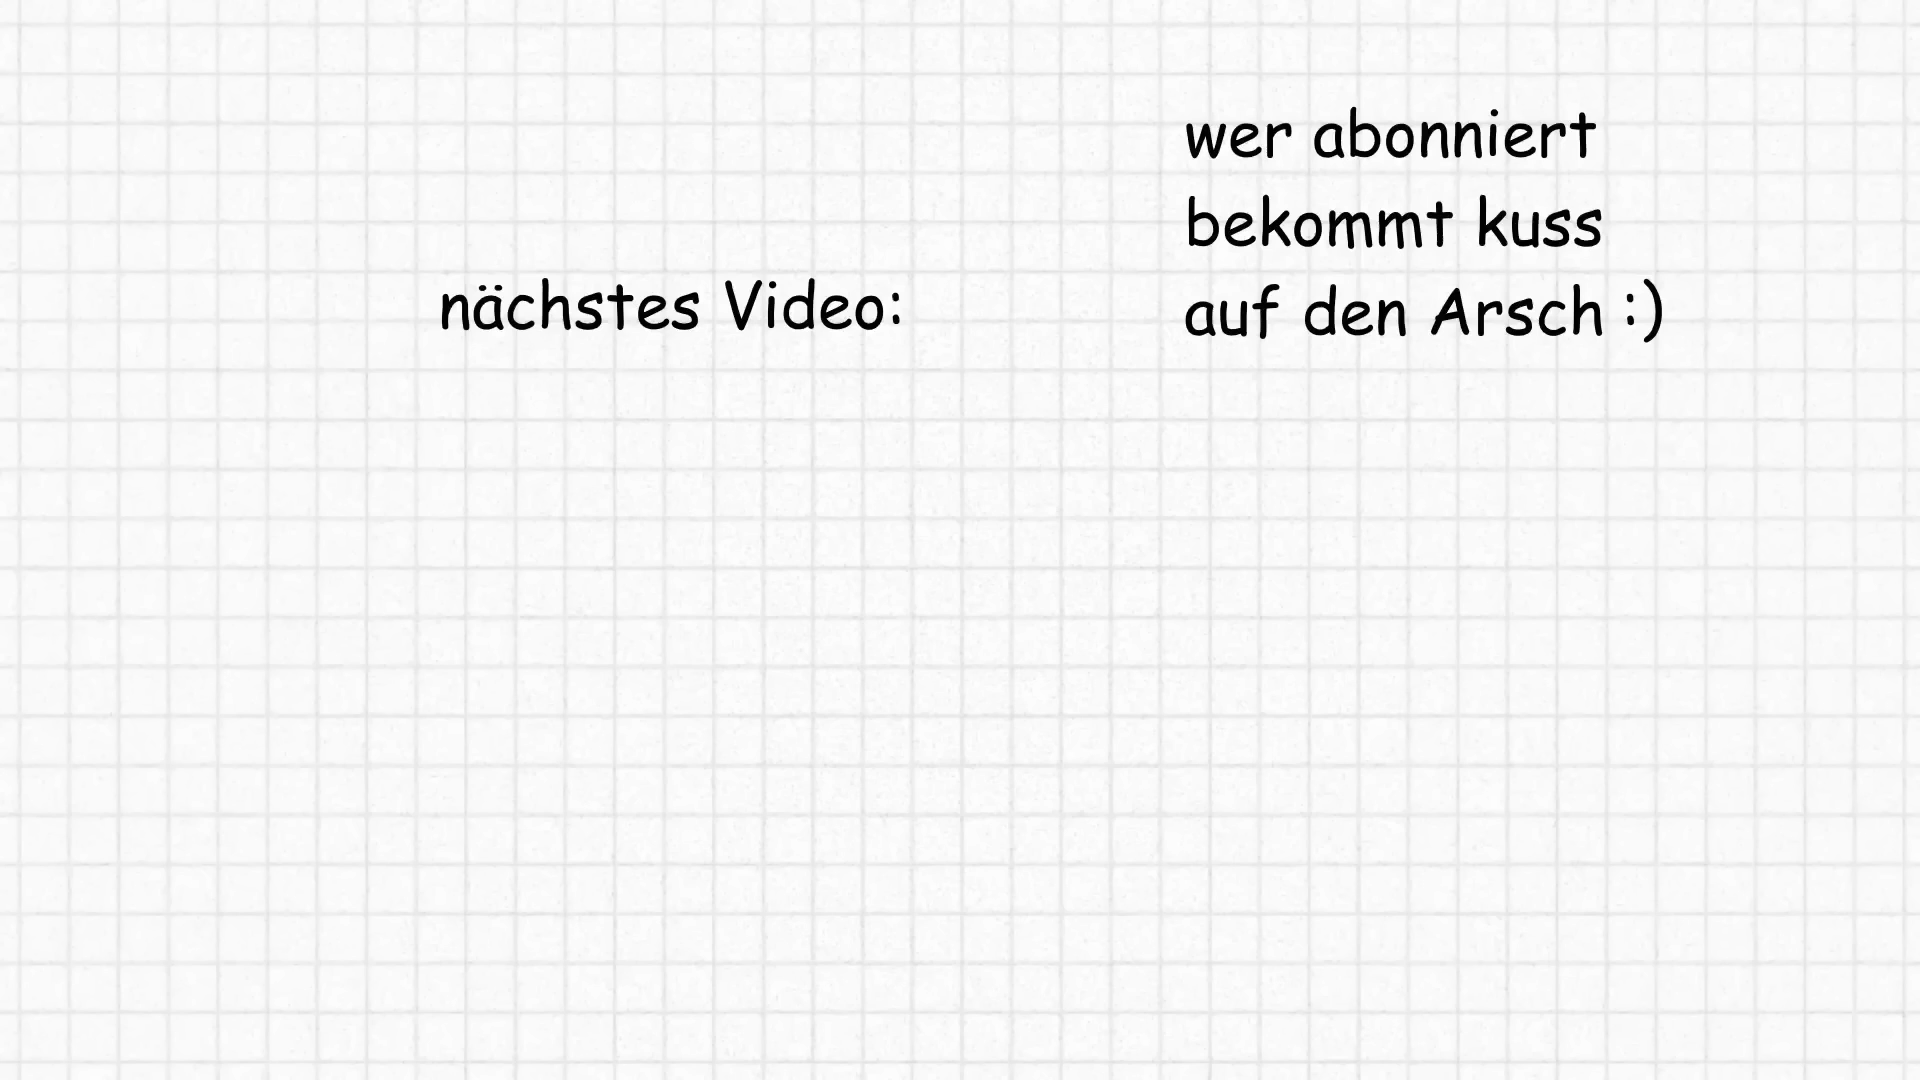 nächstes Video:
wer abonniert
bekommt kuss
auf den Arsch :)